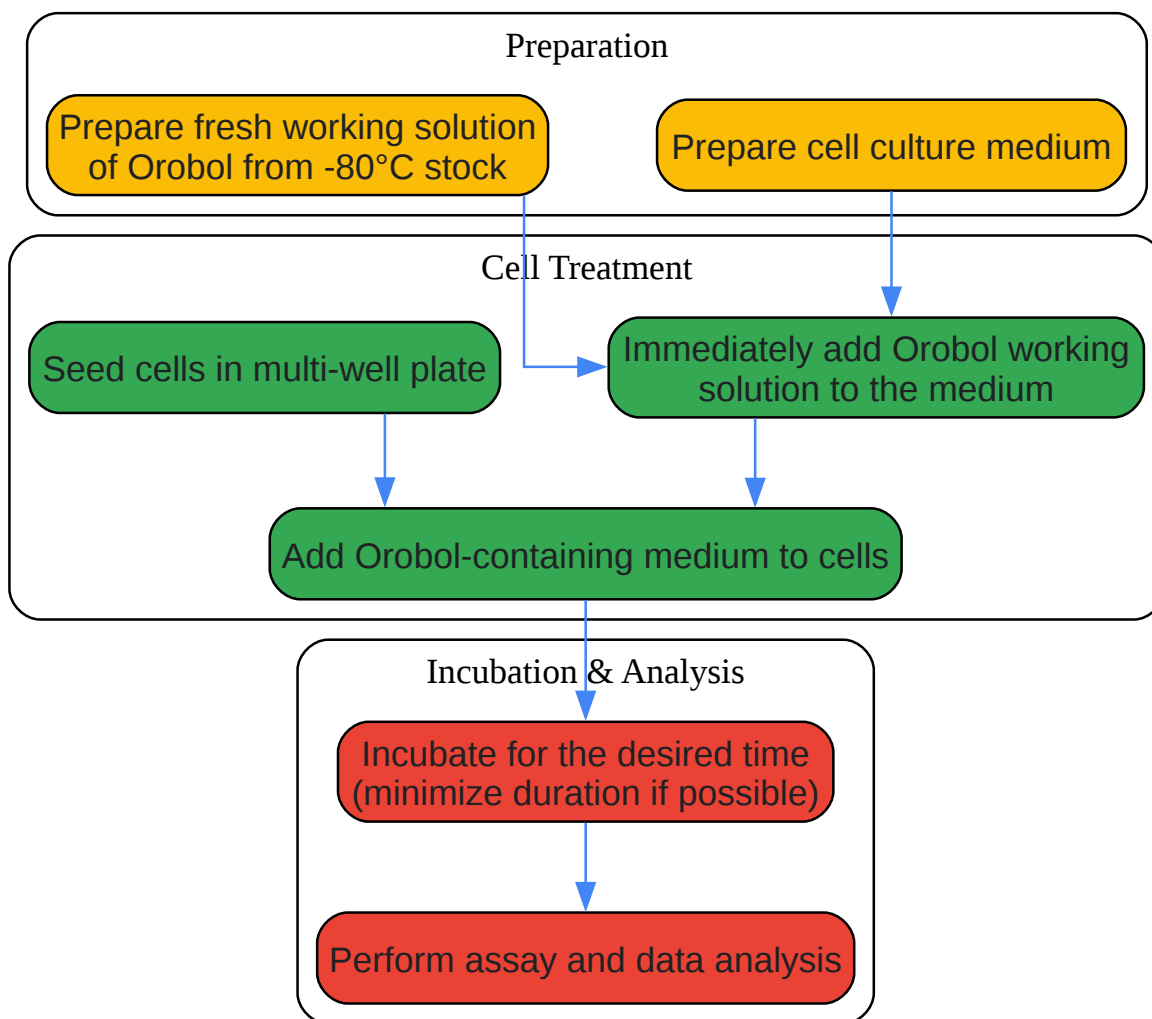 Preparation
Prepare fresh working solution
of Orobol from -80°C stock
Prepare cell culture medium
Cell Treatment
Seed cells in multi-well plate
Immediately add Orobol working
solution to the medium
Add Orobol-containing medium to cells
Incubation & Analysis
Incubate for the desired time
(minimize duration if possible)
Perform assay and data analysis